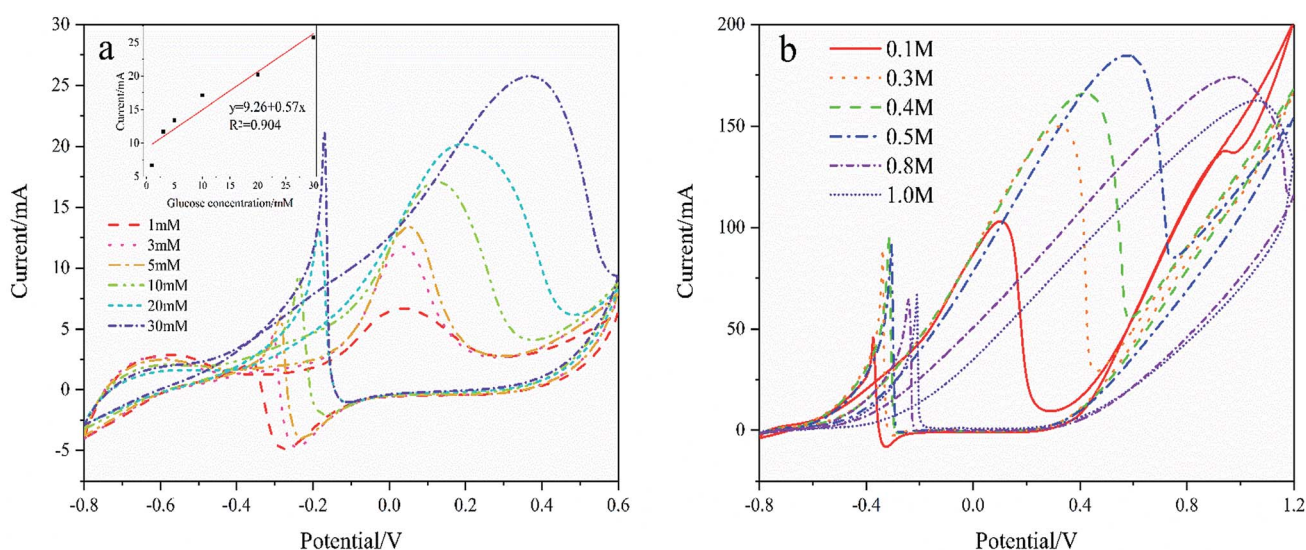 a
30
25
20
15
10
5
0
-5
Current/mA
-0.8
-0.6
-0.4
-0.2
0.0
0.2
0.4
0.6
Potential/V
25
20
15
10
5
Current/mA
0
5
10
15
20
25
30
Glucose concentration/mM
y=9.26+0.57x
R²=0.904
1mM
3mM
5mM
10mM
20mM
30mM
b
200
150
100
50
0
-25
Current/mA
-0.8
-0.4
0.0
0.4
0.8
1.2
Potential/V
0.1M
0.3M
0.4M
0.5M
0.8M
1.0M